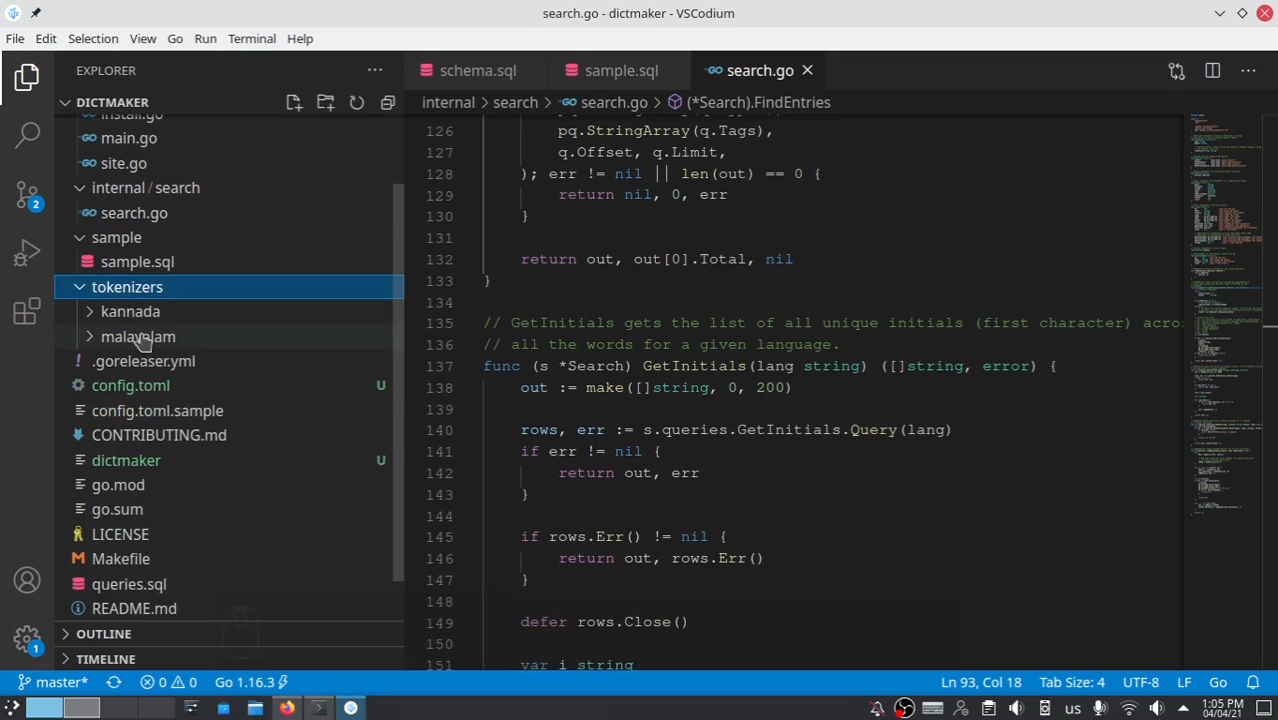 search.go - dictmaker - VSCodium
File Edit Selection View Go Run Terminal Help
EXPLORER
DICTMAKER
install.go
main.go
site.go
internal / search
search.go
sample
sample.sql
tokenizers
kannada
malayalam
.goreleaser.yml
config.toml U
config.toml.sample
CONTRIBUTING.md
dictmaker U
go.mod
go.sum
LICENSE
Makefile
queries.sql
README.md
OUTLINE
TIMELINE
2
1
schema.sql sample.sql search.go
internal > search > search.go > (*Search).FindEntries
126 pq.StringArray(q.Tags),
127 q.Offset, q.Limit,
128 ); err != nil || len(out) == 0 {
129 return nil, 0, err
130 }
131
132 return out, out[0].Total, nil
133 }
134
135 // GetInitials gets the list of all unique initials (first character) acros
136 // all the words for a given language.
137 func (s *Search) GetInitials(lang string) ([]string, error) {
138 out := make([]string, 0, 200)
139
140 rows, err := s.queries.GetInitials.Query(lang)
141 if err != nil {
142 return out, err
143 }
144
145 if rows.Err() != nil {
146 return out, rows.Err()
147 }
148
149 defer rows.Close()
150
151 var i string
master* 0 0 Go 1.16.3 Ln 93, Col 18 Tab Size: 4 UTF-8 LF Go
1:05 PM
04/04/21